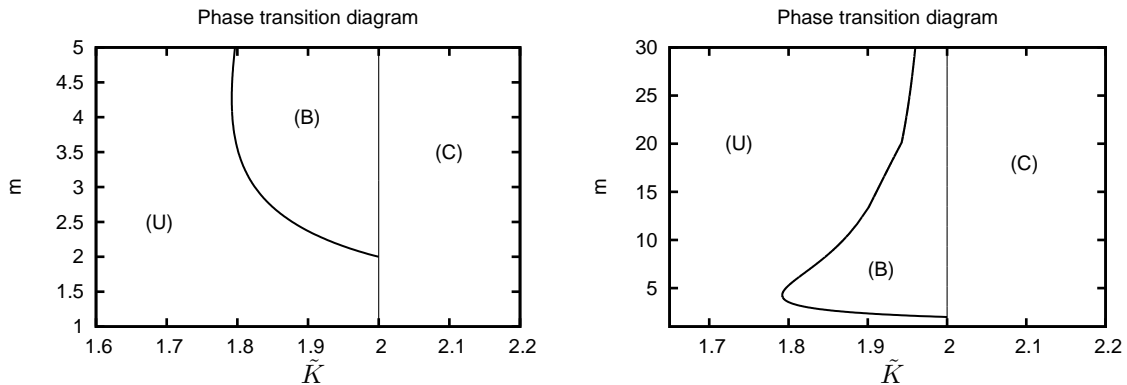 Phase transition diagram
5
4.5
4
3.5
3
2.5
2
1.5
1
m
(U)
(B)
(C)
1.6 1.7 1.8 1.9 2 2.1 2.2
K̃
Phase transition diagram
30
25
20
15
10
5
m
(U)
(B)
(C)
1.7 1.8 1.9 2 2.1 2.2
K̃